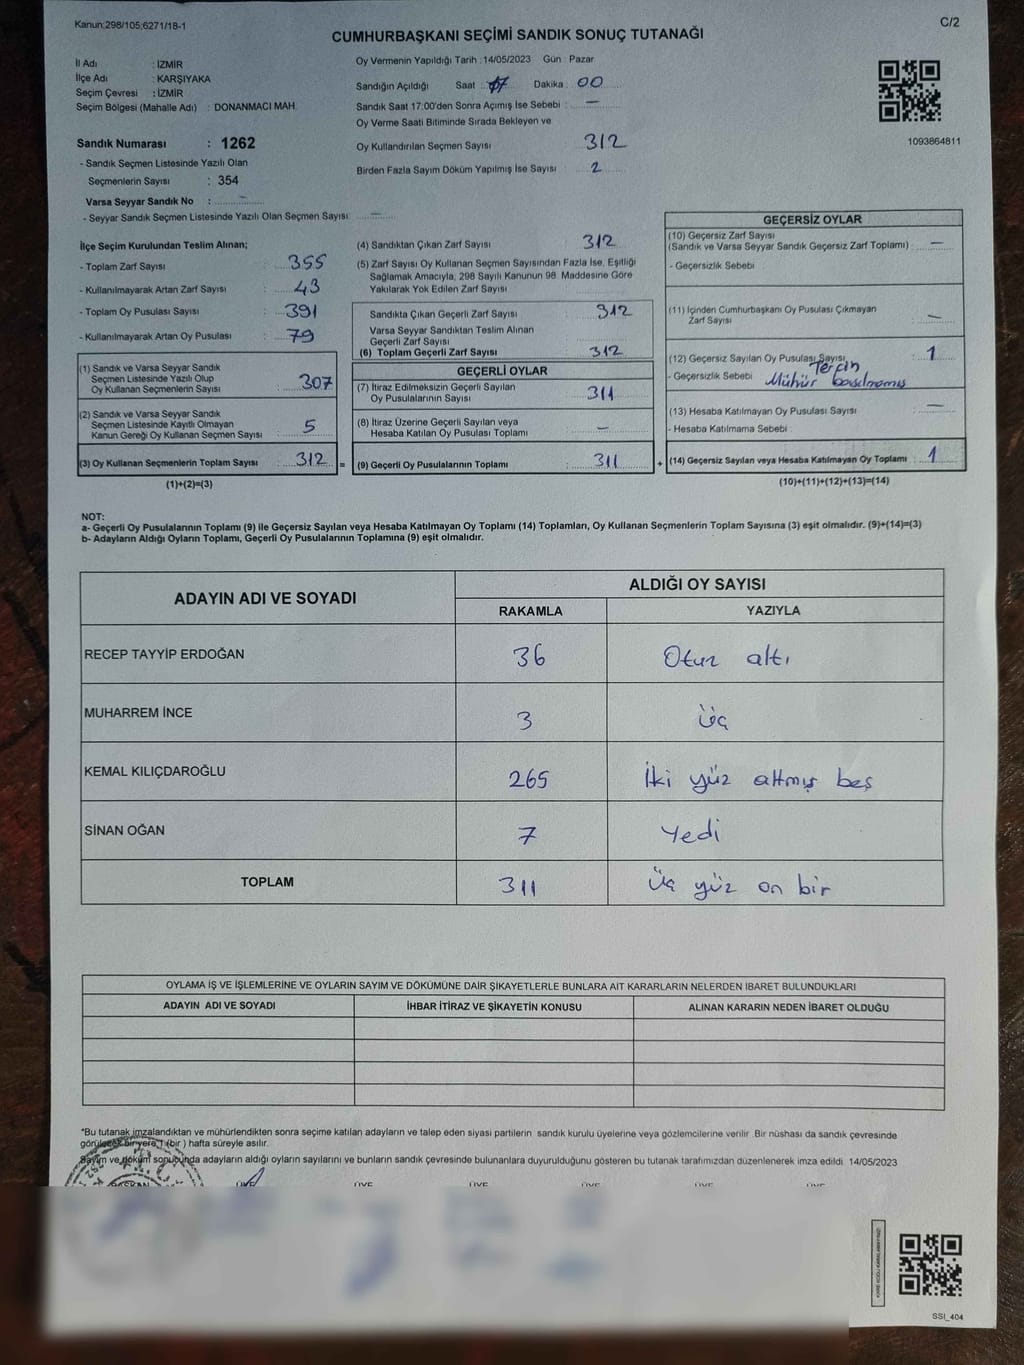 Kanun:298/105;6271/18-1
C/2
CUMHURBAŞKANI SEÇİMİ SANDIK SONUÇ TUTANAĞI
İl Adı : İZMİR
İlçe Adı : KARŞIYAKA
Seçim Çevresi : İZMİR
Seçim Bölgesi (Mahalle Adı) : DONANMACI MAH.
Sandık Numarası : 1262
- Sandık Seçmen Listesinde Yazılı Olan
Seçmenlerin Sayısı : 354
Varsa Seyyar Sandık No : —
- Seyyar Sandık Seçmen Listesinde Yazılı Olan Seçmen Sayısı: —
Oy Vermenin Yapıldığı Tarih :14/05/2023 Gün : Pazar
Sandığın Açıldığı Saat : 17 Dakika : 00
Sandık Saat 17:00'den Sonra Açımış İse Sebebi : —
Oy Verme Saati Bitiminde Sırada Bekleyen ve
Oy Kullandırılan Seçmen Sayısı 312
Birden Fazla Sayım Döküm Yapılmış İse Sayısı : 2
1093864811
İlçe Seçim Kurulundan Teslim Alınan;
- Toplam Zarf Sayısı : 355
- Kullanılmayarak Artan Zarf Sayısı : 43
- Toplam Oy Pusulası Sayısı : 391
- Kullanılmayarak Artan Oy Pusulası : 79
(1) Sandık ve Varsa Seyyar Sandık
Seçmen Listesinde Yazılı Olup
Oy Kullanan Seçmenlerin Sayısı : 307
(2) Sandık ve Varsa Seyyar Sandık
Seçmen Listesinde Kayıtlı Olmayan
Kanun Gereği Oy Kullanan Seçmen Sayısı : 5
(3) Oy Kullanan Seçmenlerin Toplam Sayısı : 312 =
(1)+(2)=(3)
(4) Sandıktan Çıkan Zarf Sayısı : 312
(5) Zarf Sayısı Oy Kullanan Seçmen Sayısından Fazla İse, Eşitliği
Sağlamak Amacıyla, 298 Sayılı Kanunun 98. Maddesine Göre
Yakılarak Yok Edilen Zarf Sayısı :
Sandıkta Çıkan Geçerli Zarf Sayısı : 312
Varsa Seyyar Sandıktan Teslim Alınan
Geçerli Zarf Sayısı :
(6) Toplam Geçerli Zarf Sayısı : 312
GEÇERLİ OYLAR
(7) İtiraz Edilmeksizin Geçerli Sayılan
Oy Pusulalarının Sayısı : 311
(8) İtiraz Üzerine Geçerli Sayılan veya
Hesaba Katılan Oy Pusulası Toplamı : —
(9) Geçerli Oy Pusulalarının Toplamı : 311 +
GEÇERSİZ OYLAR
(10) Geçersiz Zarf Sayısı
(Sandık ve Varsa Seyyar Sandık Geçersiz Zarf Toplamı) : —
- Geçersizlik Sebebi :
(11) İçinden Cumhurbaşkanı Oy Pusulası Çıkmayan
Zarf Sayısı : —
(12) Geçersiz Sayılan Oy Pusulası Sayısı : 1
- Geçersizlik Sebebi Tercih
Mühür basılmamış
(13) Hesaba Katılmayan Oy Pusulası Sayısı : —
- Hesaba Katılmama Sebebi :
(14) Geçersiz Sayılan veya Hesaba Katılmayan Oy Toplamı : 1
(10)+(11)+(12)+(13)=(14)
NOT:
a- Geçerli Oy Pusulalarının Toplamı (9) ile Geçersiz Sayılan veya Hesaba Katılmayan Oy Toplamı (14) Toplamları, Oy Kullanan Seçmenlerin Toplam Sayısına (3) eşit olmalıdır. (9)+(14)=(3)
b- Adayların Aldığı Oyların Toplamı, Geçerli Oy Pusulalarının Toplamına (9) eşit olmalıdır.
ADAYIN ADI VE SOYADI
ALDIĞI OY SAYISI
RAKAMLA YAZIYLA
RECEP TAYYİP ERDOĞAN 36 Otuz altı
MUHARREM İNCE 3 Üç
KEMAL KILIÇDAROĞLU 265 İki yüz altmış beş
SİNAN OĞAN 7 Yedi
TOPLAM 311 Üç yüz on bir
OYLAMA İŞ VE İŞLEMLERİNE VE OYLARIN SAYIM VE DÖKÜMÜNE DAİR ŞİKAYETLERLE BUNLARA AİT KARARLARIN NELERDEN İBARET BULUNDUKLARI
ADAYIN ADI VE SOYADI İHBAR İTİRAZ VE ŞİKAYETİN KONUSU ALINAN KARARIN NEDEN İBARET OLDUĞU
*Bu tutanak imzalandıktan ve mühürlendikten sonra seçime katılan adayların ve talep eden siyasi partilerin sandık kurulu üyelerine veya gözlemcilerine verilir .Bir nüshası da sandık çevresinde
görülecek bir yere 1 (bir ) hafta süreyle asılır.
Sayım ve döküm sonucunda adayların aldığı oyların sayılarını ve bunların sandık çevresinde bulunanlara duyurulduğunu gösteren bu tutanak tarafımızdan düzenlenerek imza edildi 14/05/2023
BAŞKAN ÜYE ÜYE ÜYE ÜYE ÜYE ÜYE
SSI_404